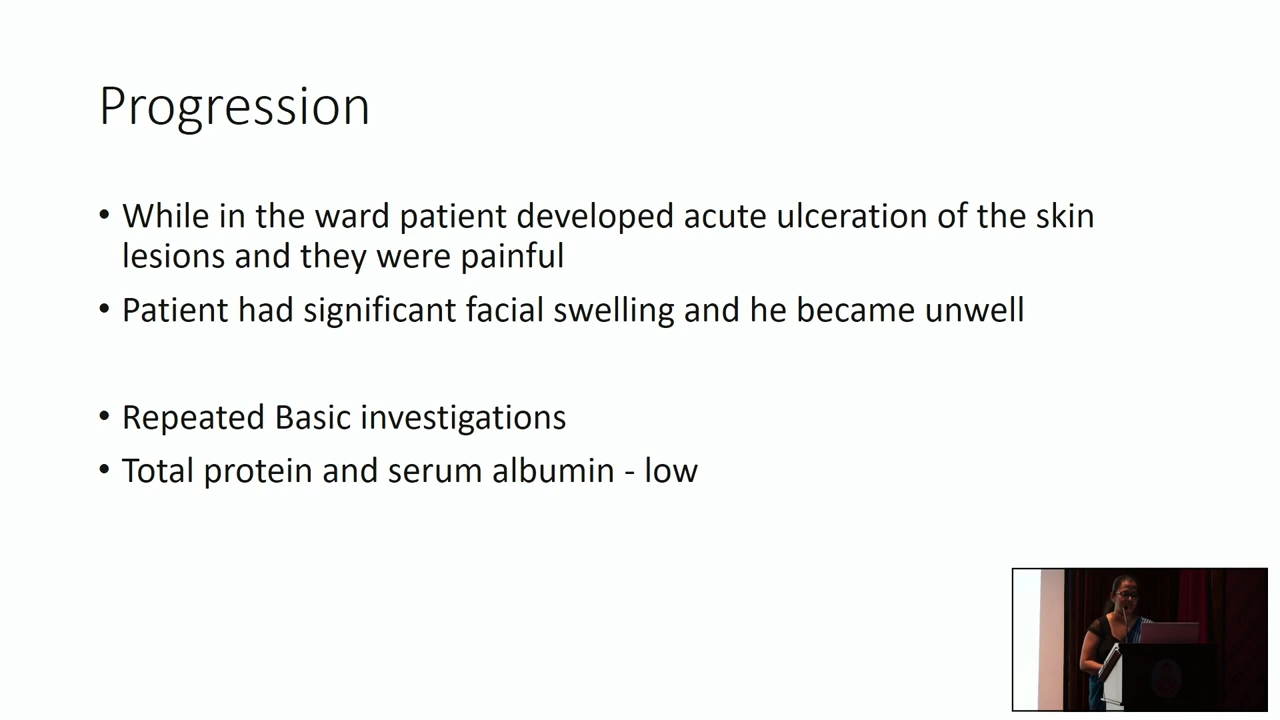 Progression
• While in the ward patient developed acute ulceration of the skin
lesions and they were painful
• Patient had significant facial swelling and he became unwell
• Repeated Basic investigations
• Total protein and serum albumin - low